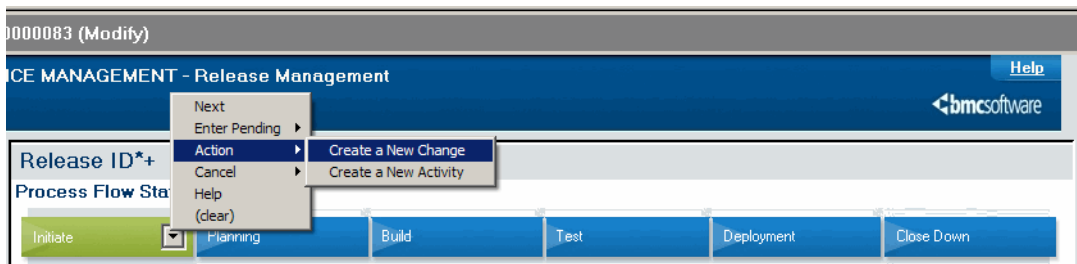 0000083 (Modify)
ICE MANAGEMENT - Release Management
Help
bmcsoftware
Next
Enter Pending
Action
Create a New Change
Cancel
Create a New Activity
Help
(clear)
Release ID*+
Process Flow Sta
Initiate
Planning
Build
Test
Deployment
Close Down